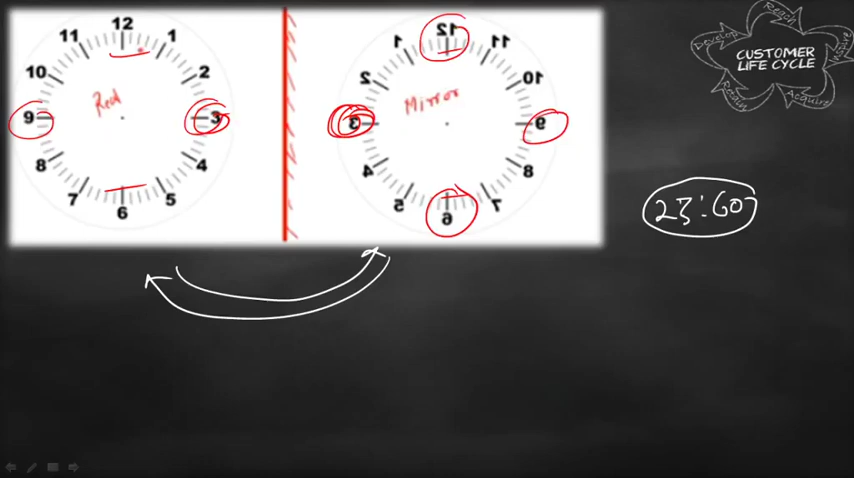 12
11 1
10 2
Real
9 3
8 4
7 5
6
12
1 11
2 10
Mirror
3 9
4 8
5 7
6
Develop
Reach
Inspire
CUSTOMER
LIFE CYCLE
Acquire
23:60